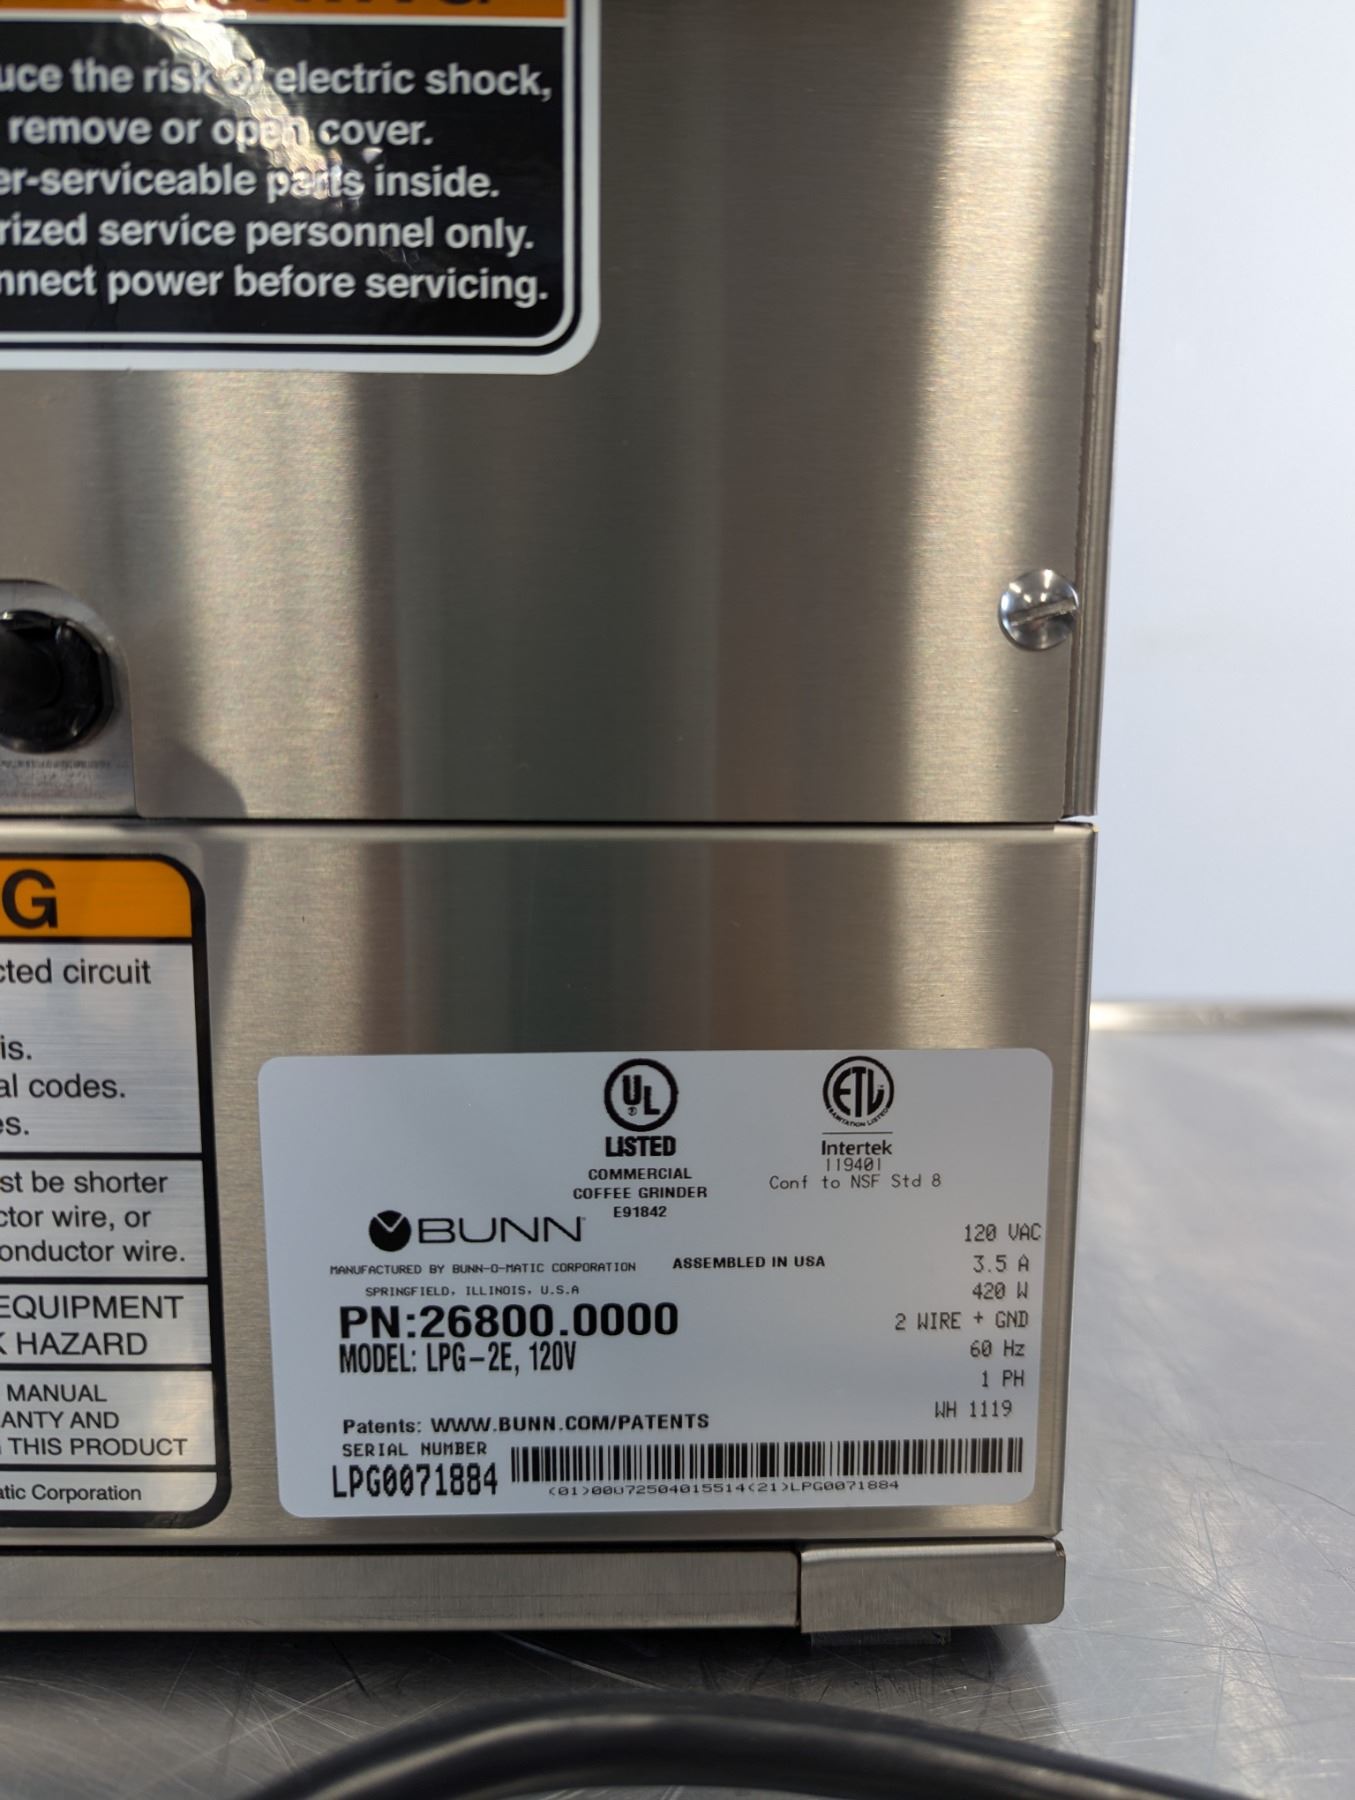 uce the risk of electric shock,
remove or open cover.
er-serviceable parts inside.
rized service personnel only.
nnect power before servicing.
G
cted circuit
is.
al codes.
es.
st be shorter
ctor wire, or
onductor wire.
EQUIPMENT
K HAZARD
MANUAL
ANTY AND
THIS PRODUCT
atic Corporation
UL
LISTED
COMMERCIAL
COFFEE GRINDER
E91842
ETL
SANITATION LISTED
Intertek
119401
Conf to NSF Std 8
BUNN
MANUFACTURED BY BUNN-O-MATIC CORPORATION
SPRINGFIELD, ILLINOIS, U.S.A
ASSEMBLED IN USA
PN:26800.0000
MODEL: LPG-2E, 120V
120 VAC
3.5 A
420 W
2 WIRE + GND
60 Hz
1 PH
WH 1119
Patents: WWW.BUNN.COM/PATENTS
SERIAL NUMBER
LPG0071884
(01)00072504015514(21)LPG0071884